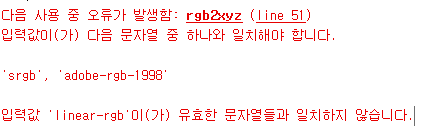 다음 사용 중 오류가 발생함: rgb2xyz (line 51)
입력값이(가) 다음 문자열 중 하나와 일치해야 합니다.
'srgb', 'adobe-rgb-1998'
입력값 'linear-rgb'이(가) 유효한 문자열들과 일치하지 않습니다.